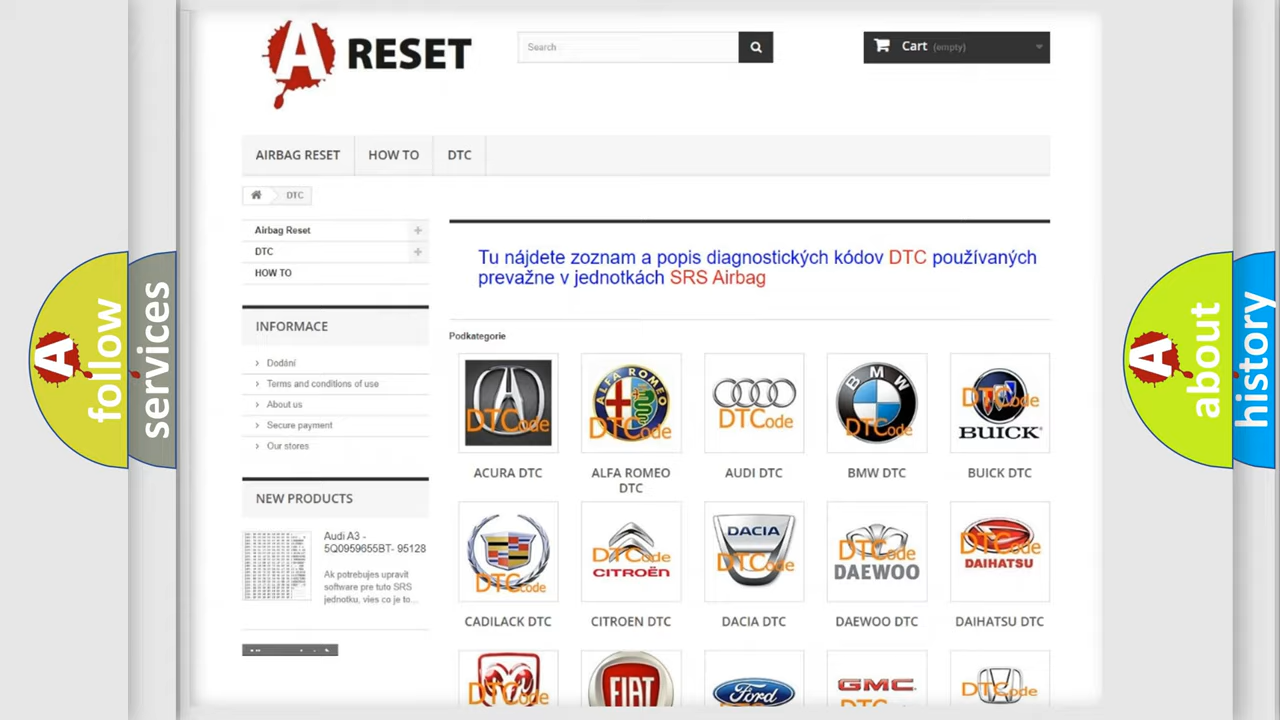 A RESET
Search
Cart (empty)
AIRBAG RESET
HOW TO
DTC
DTC
Airbag Reset
DTC
HOW TO
INFORMACE
Dodání
Terms and conditions of use
About us
Secure payment
Our stores
NEW PRODUCTS
Audi A3 -
5Q0959655BT- 95128
Ak potrebujes upravit
software pre tuto SRS
jednotku, vies co je to...
Tu nájdete zoznam a popis diagnostických kódov DTC používaných
prevažne v jednotkách SRS Airbag
Podkategorie
DTCode
ALFA ROMEO
DTCode
DTCode
BMW
DTCode
DTCode
BUICK
ACURA DTC
ALFA ROMEO
DTC
AUDI DTC
BMW DTC
BUICK DTC
DTCode
DTCode
CITROËN
DACIA
DTCode
DTCode
DAEWOO
DTCode
DAIHATSU
CADILACK DTC
CITROEN DTC
DACIA DTC
DAEWOO DTC
DAIHATSU DTC
DTCode
FIAT
Ford
GMC
DTCode
A follow
services
A about
history